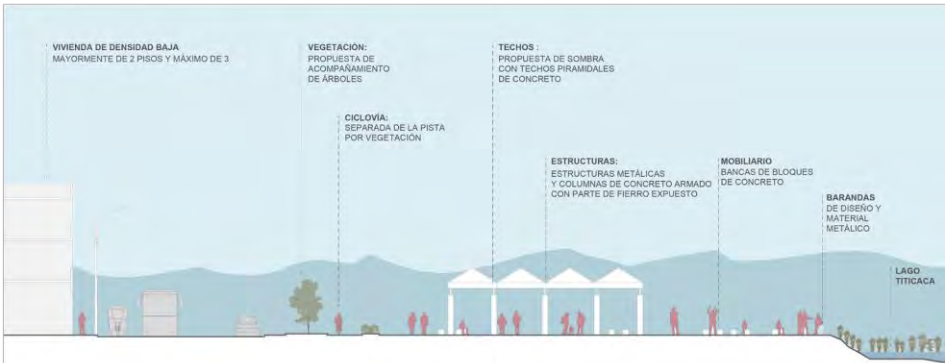 VIVIENDA DE DENSIDAD BAJA
MAYORMENTE DE 2 PISOS Y MÁXIMO DE 3
VEGETACIÓN:
PROPUESTA DE
ACOMPAÑAMIENTO
DE ÁRBOLES
CICLOVÍA:
SEPARADA DE LA PISTA
POR VEGETACIÓN
TECHOS :
PROPUESTA DE SOMBRA
CON TECHOS PIRAMIDALES
DE CONCRETO
ESTRUCTURAS:
ESTRUCTURAS METÁLICAS
Y COLUMNAS DE CONCRETO ARMADO
CON PARTE DE FIERRO EXPUESTO
MOBILIARIO
BANCAS DE BLOQUES
DE CONCRETO
BARANDAS
DE DISEÑO Y
MATERIAL
METÁLICO
LAGO
TITICACA